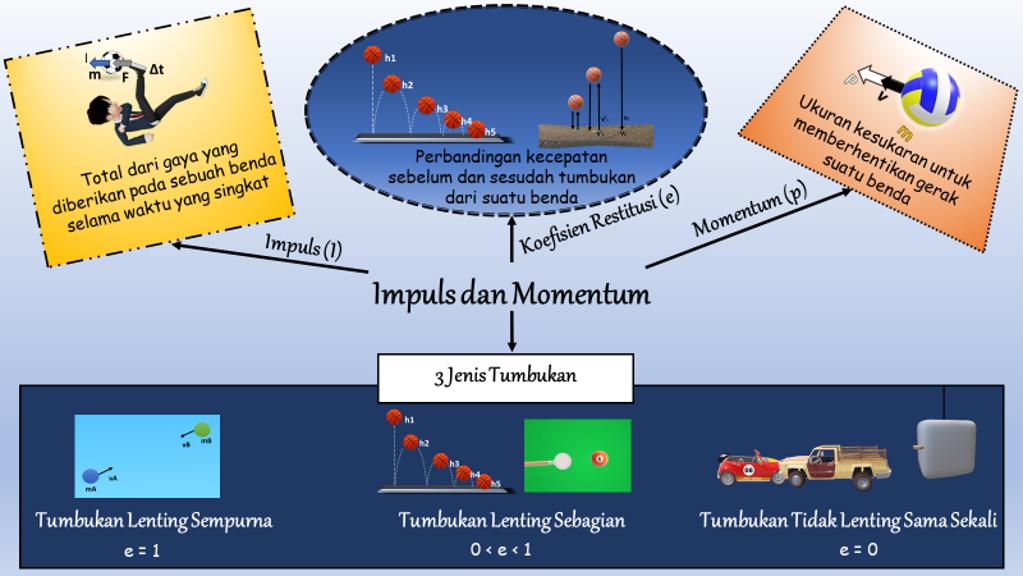 I
m
F
Δt
Total dari gaya yang
diberikan pada sebuah benda
selama waktu yang singkat
h1
h2
h3
h4
h5
Perbandingan kecepatan
sebelum dan sesudah tumbukan
dari suatu benda
p
v
m
Ukuran kesukaran untuk
memberhentikan gerak
suatu benda
Impuls (I)
Koefisien Restitusi (e)
Momentum (p)
Impuls dan Momentum
3 Jenis Tumbukan
vB
mB
mA
vA
h1
h2
h3
h4
h5
3
08
Tumbukan Lenting Sempurna
e = 1
Tumbukan Lenting Sebagian
0 < e < 1
Tumbukan Tidak Lenting Sama Sekali
e = 0